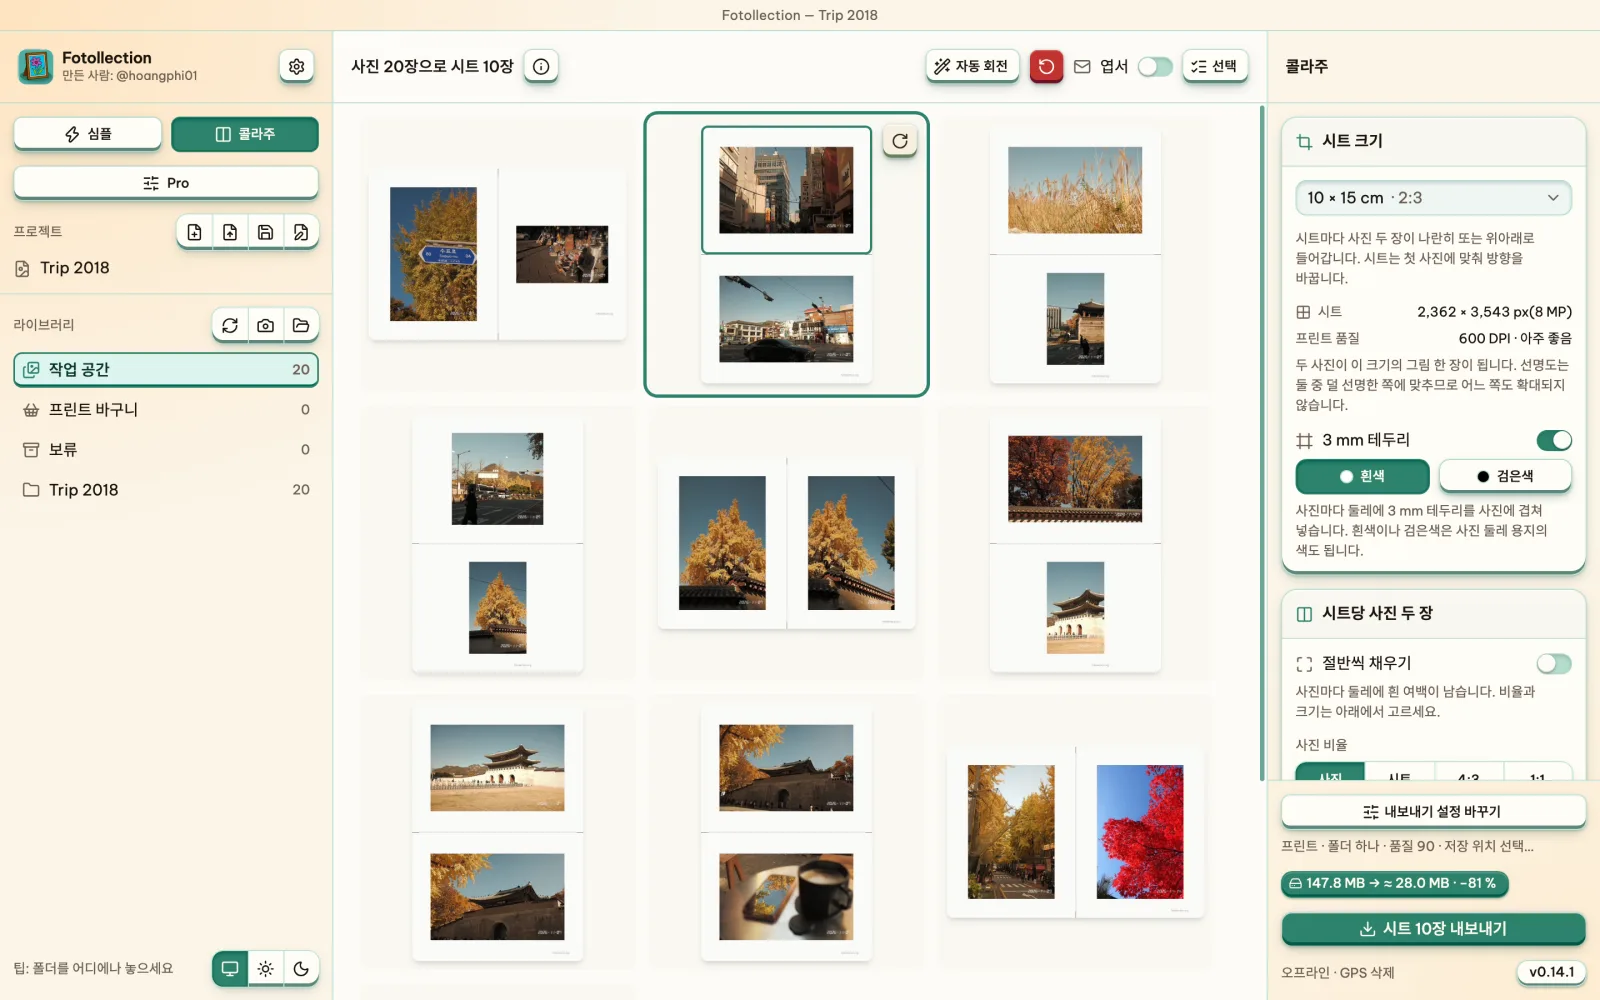 Fotollection — Trip 2018
Fotollection
만든 사람: @hoangphi01
심플
콜라주
Pro
프로젝트
Trip 2018
라이브러리
작업 공간 20
프린트 바구니 0
보류 0
Trip 2018 20
팁: 폴더를 어디에나 놓으세요
사진 20장으로 시트 10장
자동 회전
엽서
선택
콜라주
시트 크기
10 × 15 cm · 2:3
시트마다 사진 두 장이 나란히 또는 위아래로
들어갑니다. 시트는 첫 사진에 맞춰 방향을
바꿉니다.
시트 2,362 × 3,543 px(8 MP)
프린트 품질 600 DPI · 아주 좋음
두 사진이 이 크기의 그림 한 장이 됩니다. 선명도는
둘 중 덜 선명한 쪽에 맞추므로 어느 쪽도 확대되지
않습니다.
3 mm 테두리
흰색
검은색
사진마다 둘레에 3 mm 테두리를 사진에 겹쳐
넣습니다. 흰색이나 검은색은 사진 둘레 용지의
색도 됩니다.
시트당 사진 두 장
절반씩 채우기
사진마다 둘레에 흰 여백이 남습니다. 비율과
크기는 아래에서 고르세요.
사진 비율
사진 시트 4:3 1:1
내보내기 설정 바꾸기
프린트 · 폴더 하나 · 품질 90 · 저장 위치 선택...
147.8 MB → ≈ 28.0 MB · −81 %
시트 10장 내보내기
오프라인 · GPS 삭제
v0.14.1